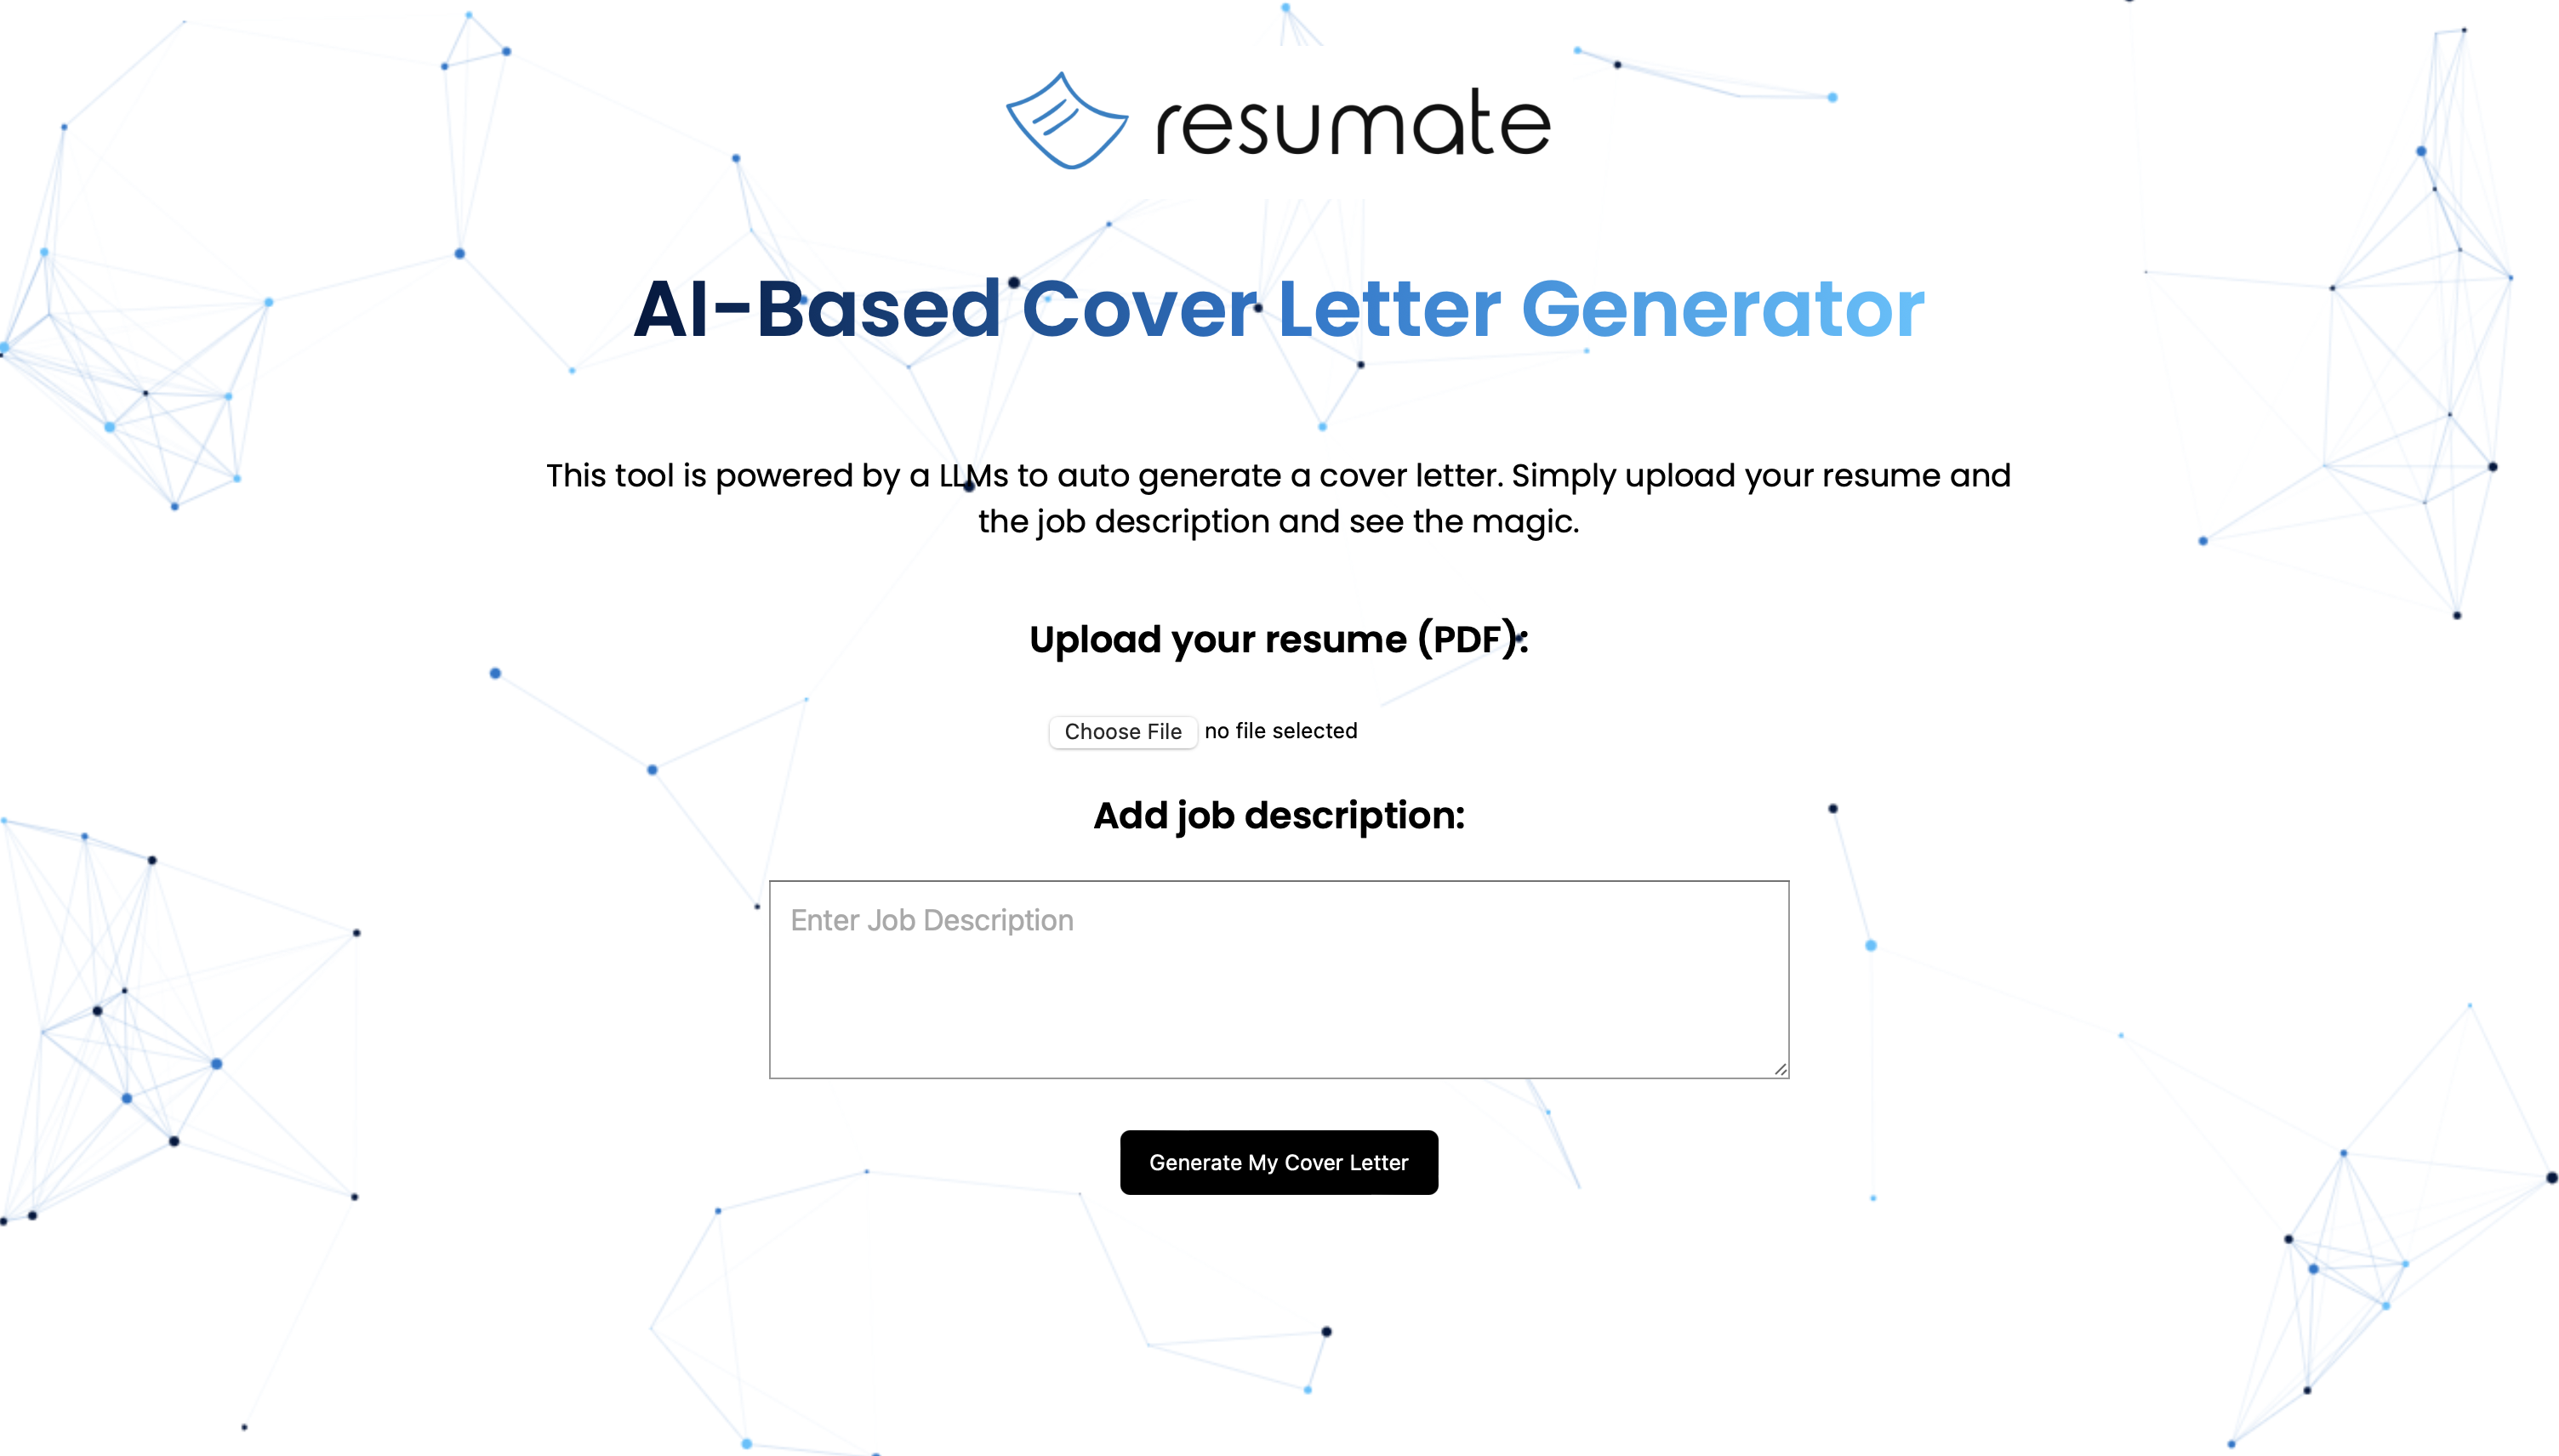 resumate
AI-Based Cover Letter Generator
This tool is powered by a LLMs to auto generate a cover letter. Simply upload your resume and
the job description and see the magic.
Upload your resume (PDF):
Choose File no file selected
Add job description:
Enter Job Description
Generate My Cover Letter